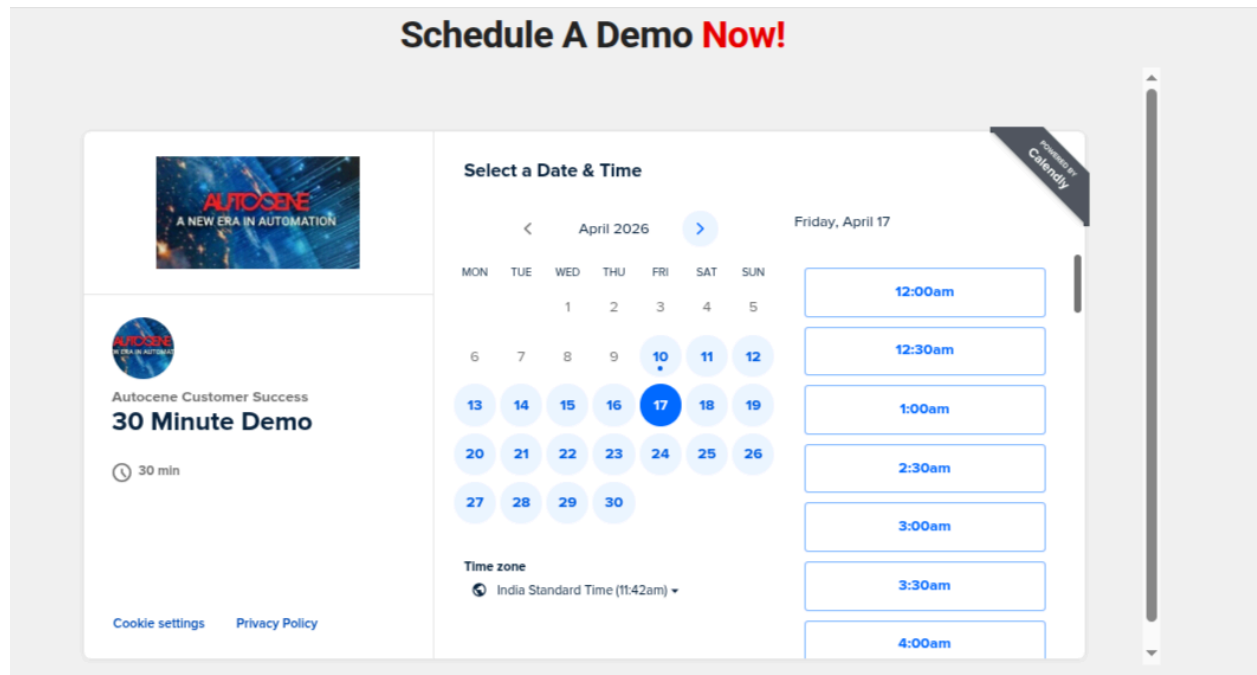 Schedule A Demo Now!
AUTOCENE
A NEW ERA IN AUTOMATION
AUTOCENE
Autocene Customer Success
30 Minute Demo
30 min
Cookie settings Privacy Policy
POWERED BY
Calendly
Select a Date & Time
April 2026
MON TUE WED THU FRI SAT SUN
1 2 3 4 5
6 7 8 9 10 11 12
13 14 15 16 17 18 19
20 21 22 23 24 25 26
27 28 29 30
Time zone
India Standard Time (11:42am)
Friday, April 17
12:00am
12:30am
1:00am
2:30am
3:00am
3:30am
4:00am